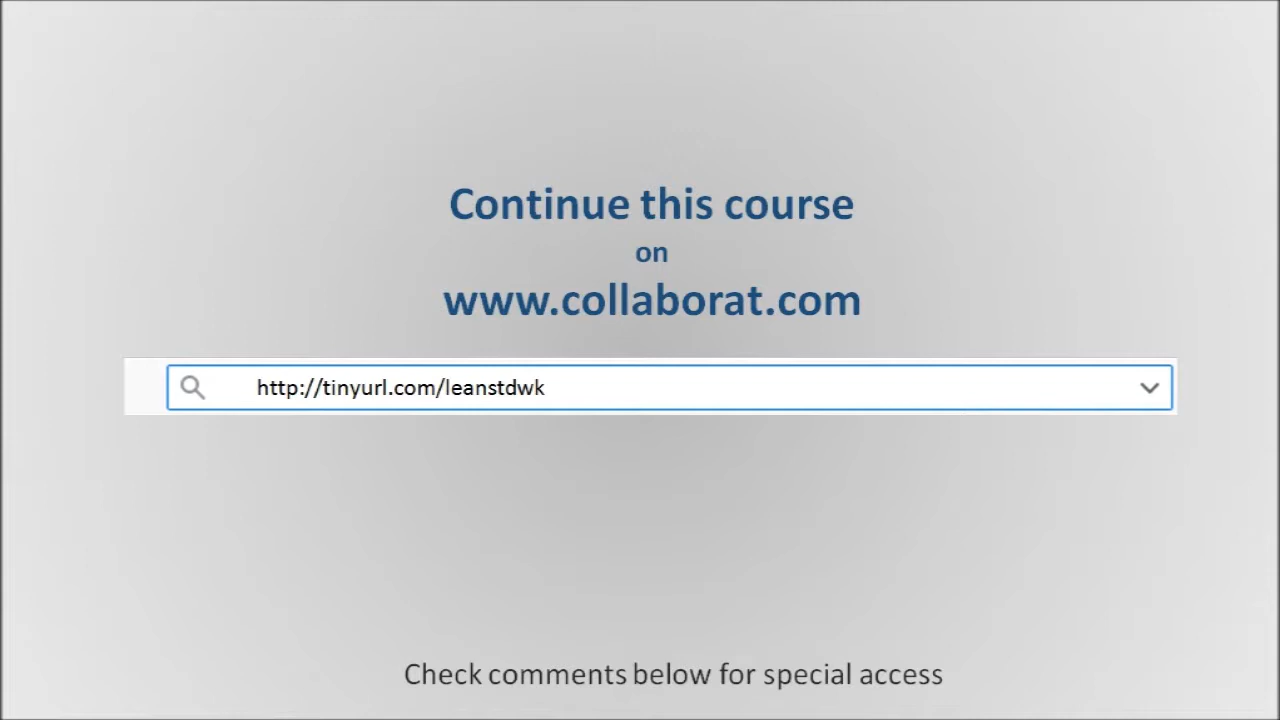 Continue this course
on
www.collaborat.com
http://tinyurl.com/leanstdwk
Check comments below for special access